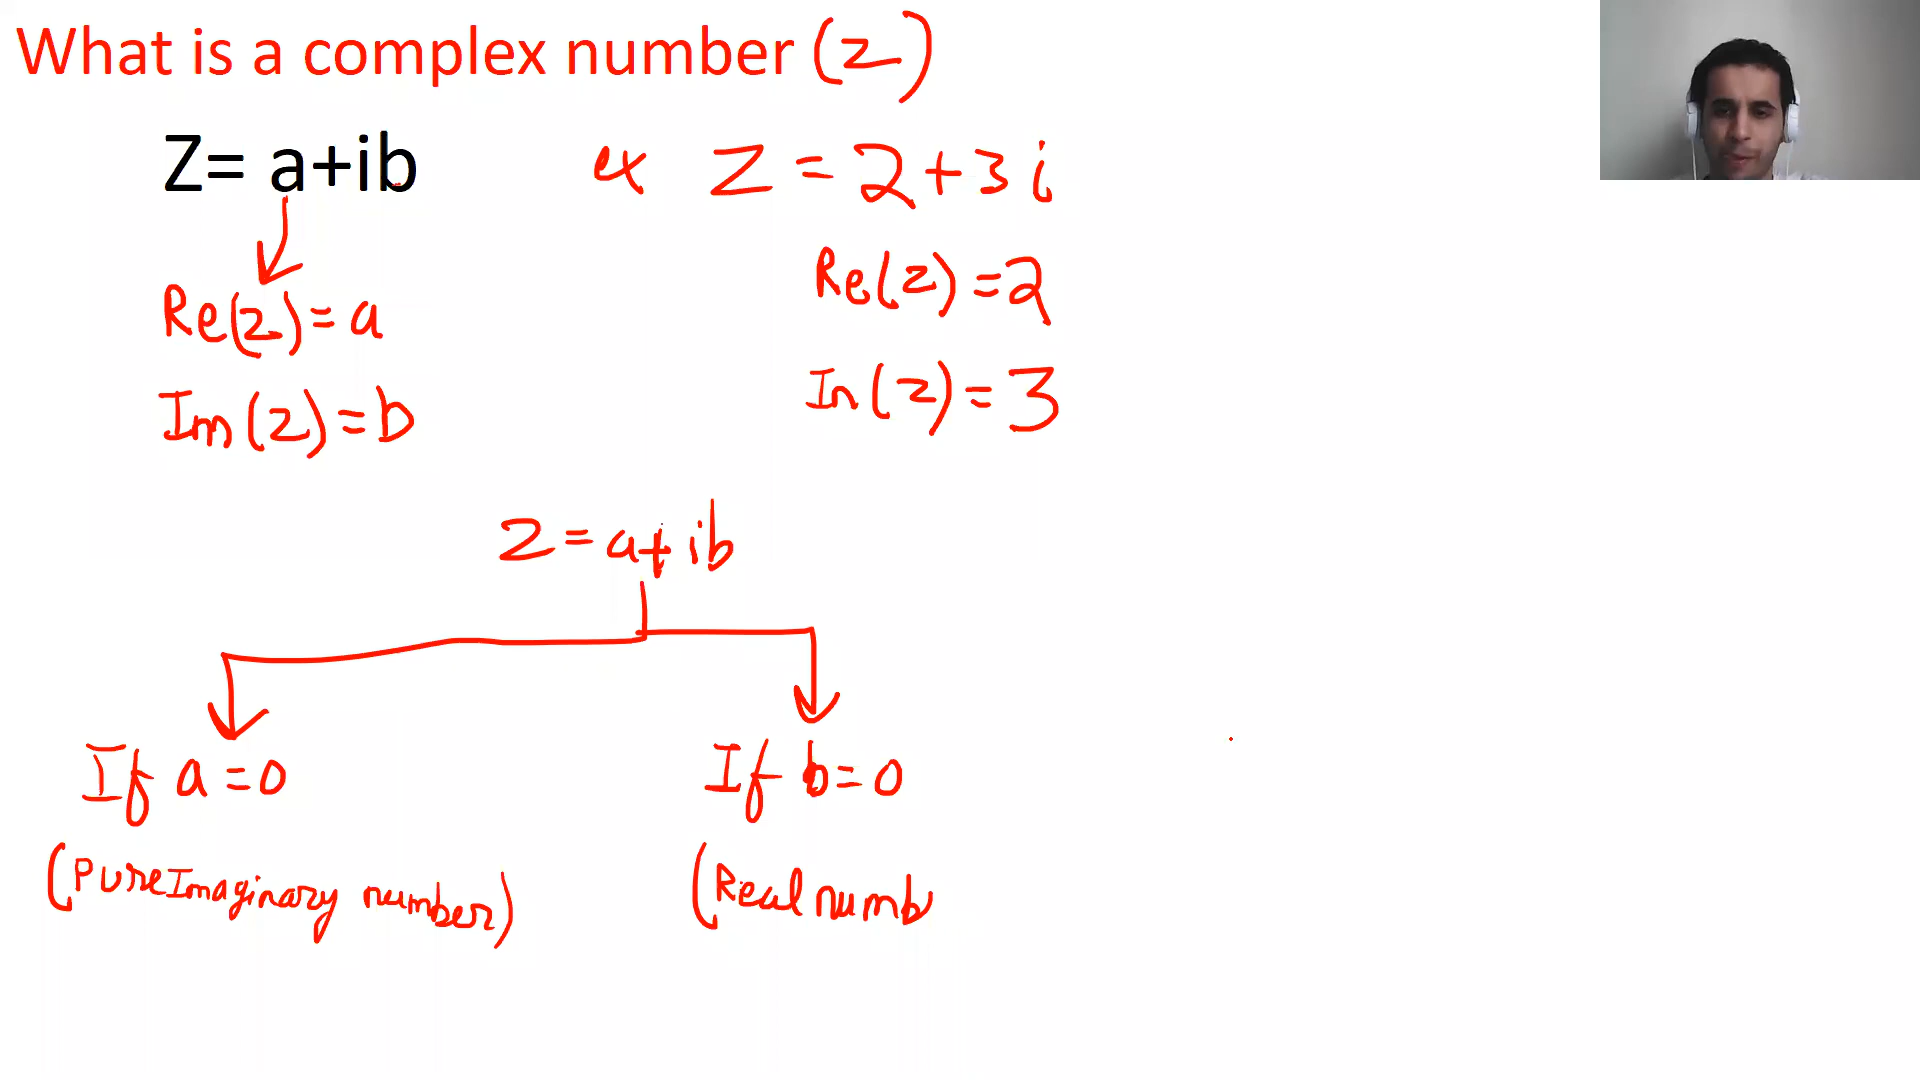 What is a complex number (z)
Z= a+ib
ex Z = 2+3i
Re(z)=a
Re(z)=2
Im(z)=b
In(z)=3
Z=a+ib
If a=0
If b=0
(Pure Imaginary number)
(Real numb